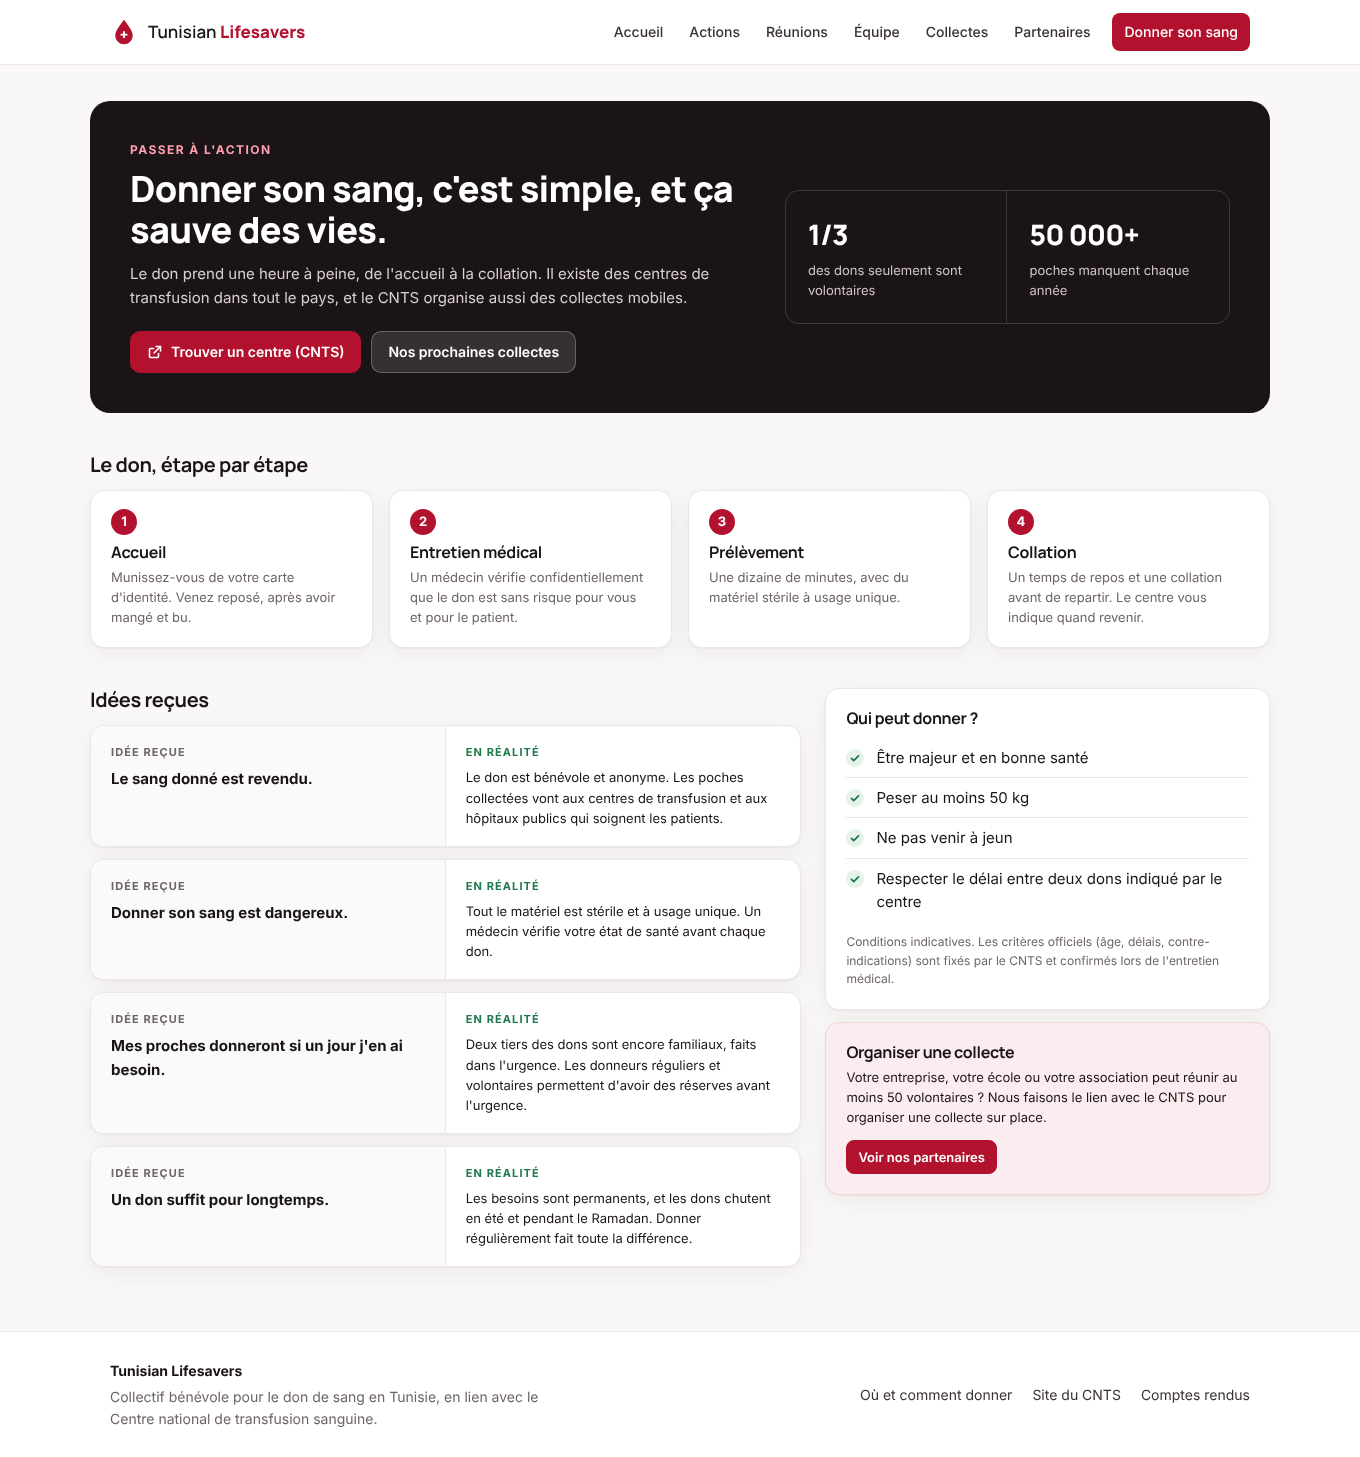 Tunisian Lifesavers
Accueil
Actions
Réunions
Équipe
Collectes
Partenaires
Donner son sang
PASSER À L'ACTION
Donner son sang, c'est simple, et ça
sauve des vies.
Le don prend une heure à peine, de l'accueil à la collation. Il existe des centres de
transfusion dans tout le pays, et le CNTS organise aussi des collectes mobiles.
Trouver un centre (CNTS)
Nos prochaines collectes
1/3
des dons seulement sont
volontaires
50 000+
poches manquent chaque
année
Le don, étape par étape
1
Accueil
Munissez-vous de votre carte
d'identité. Venez reposé, après avoir
mangé et bu.
2
Entretien médical
Un médecin vérifie confidentiellement
que le don est sans risque pour vous
et pour le patient.
3
Prélèvement
Une dizaine de minutes, avec du
matériel stérile à usage unique.
4
Collation
Un temps de repos et une collation
avant de repartir. Le centre vous
indique quand revenir.
Idées reçues
IDÉE REÇUE
Le sang donné est revendu.
EN RÉALITÉ
Le don est bénévole et anonyme. Les poches
collectées vont aux centres de transfusion et aux
hôpitaux publics qui soignent les patients.
IDÉE REÇUE
Donner son sang est dangereux.
EN RÉALITÉ
Tout le matériel est stérile et à usage unique. Un
médecin vérifie votre état de santé avant chaque
don.
IDÉE REÇUE
Mes proches donneront si un jour j'en ai
besoin.
EN RÉALITÉ
Deux tiers des dons sont encore familiaux, faits
dans l'urgence. Les donneurs réguliers et
volontaires permettent d'avoir des réserves avant
l'urgence.
IDÉE REÇUE
Un don suffit pour longtemps.
EN RÉALITÉ
Les besoins sont permanents, et les dons chutent
en été et pendant le Ramadan. Donner
régulièrement fait toute la différence.
Qui peut donner ?
Être majeur et en bonne santé
Peser au moins 50 kg
Ne pas venir à jeun
Respecter le délai entre deux dons indiqué par le
centre
Conditions indicatives. Les critères officiels (âge, délais, contre-
indications) sont fixés par le CNTS et confirmés lors de l'entretien
médical.
Organiser une collecte
Votre entreprise, votre école ou votre association peut réunir au
moins 50 volontaires ? Nous faisons le lien avec le CNTS pour
organiser une collecte sur place.
Voir nos partenaires
Tunisian Lifesavers
Collectif bénévole pour le don de sang en Tunisie, en lien avec le
Centre national de transfusion sanguine.
Où et comment donner
Site du CNTS
Comptes rendus